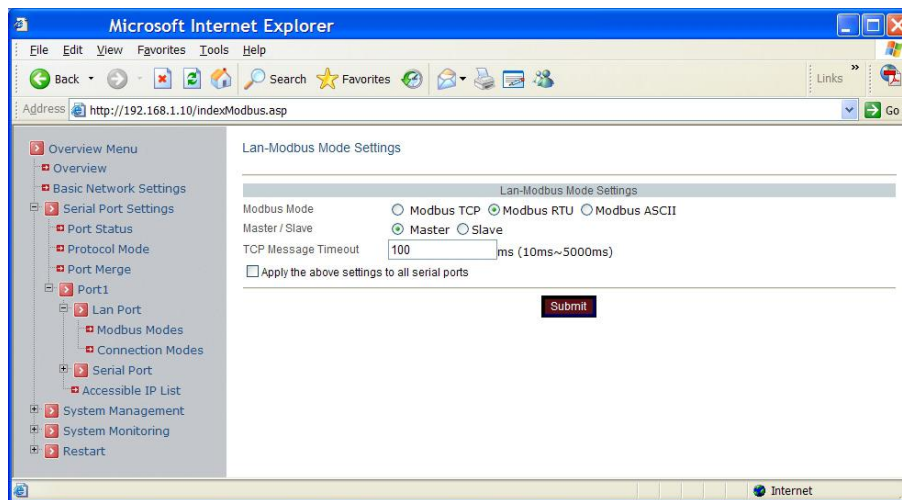 Microsoft Internet Explorer
File Edit View Favorites Tools Help
Back Search Favorites Links »
Address http://192.168.1.10/indexModbus.asp Go
Overview Menu
Overview
Basic Network Settings
Serial Port Settings
Port Status
Protocol Mode
Port Merge
Port1
Lan Port
Modbus Modes
Connection Modes
Serial Port
Accessible IP List
System Management
System Monitoring
Restart
Lan-Modbus Mode Settings
Lan-Modbus Mode Settings
Modbus Mode Modbus TCP Modbus RTU Modbus ASCII
Master / Slave Master Slave
TCP Message Timeout 100 ms (10ms~5000ms)
Apply the above settings to all serial ports
Submit
Internet